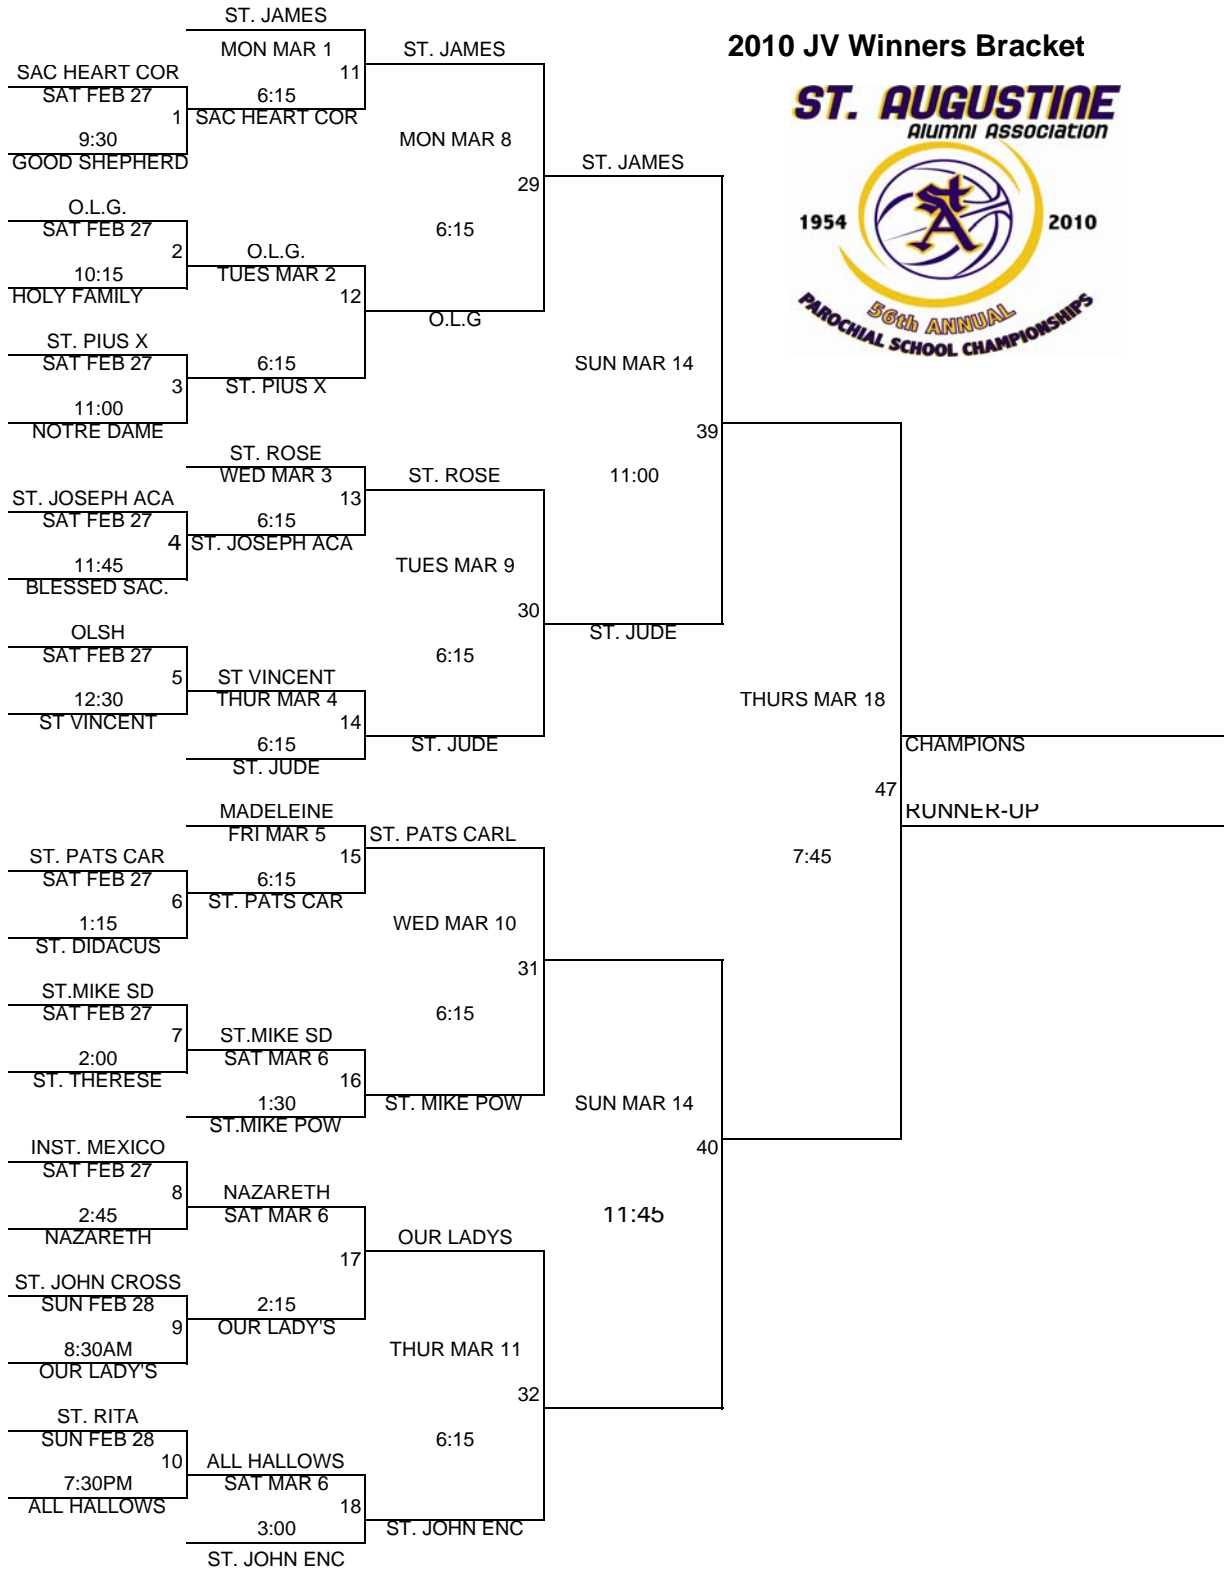 2010 JV Winners Bracket
ST. AUGUSTINE
Alumni Association
1954
StA
2010
56th ANNUAL
PAROCHIAL SCHOOL CHAMPIONSHIPS
SAC HEART COR
SAT FEB 27
1
9:30
GOOD SHEPHERD
O.L.G.
SAT FEB 27
2
10:15
HOLY FAMILY
ST. PIUS X
SAT FEB 27
3
11:00
NOTRE DAME
ST. JOSEPH ACA
SAT FEB 27
4
11:45
BLESSED SAC.
OLSH
SAT FEB 27
5
12:30
ST VINCENT
ST. PATS CAR
SAT FEB 27
6
1:15
ST. DIDACUS
ST.MIKE SD
SAT FEB 27
7
2:00
ST. THERESE
INST. MEXICO
SAT FEB 27
8
2:45
NAZARETH
ST. JOHN CROSS
SUN FEB 28
9
8:30AM
OUR LADY'S
ST. RITA
SUN FEB 28
10
7:30PM
ALL HALLOWS
ST. JAMES
MON MAR 1
11
6:15
SAC HEART COR
O.L.G.
TUES MAR 2
12
6:15
ST. PIUS X
ST. ROSE
WED MAR 3
13
6:15
ST. JOSEPH ACA
ST VINCENT
THUR MAR 4
14
6:15
ST. JUDE
MADELEINE
FRI MAR 5
15
6:15
ST. PATS CAR
ST.MIKE SD
SAT MAR 6
16
1:30
ST.MIKE POW
NAZARETH
SAT MAR 6
17
2:15
OUR LADY'S
ALL HALLOWS
SAT MAR 6
18
3:00
ST. JOHN ENC
ST. JAMES
MON MAR 8
29
6:15
O.L.G
ST. ROSE
TUES MAR 9
30
6:15
ST. JUDE
ST. PATS CARL
WED MAR 10
31
6:15
ST. MIKE POW
OUR LADYS
THUR MAR 11
32
6:15
ST. JOHN ENC
ST. JAMES
SUN MAR 14
39
11:00
ST. JUDE
SUN MAR 14
40
11:45
THURS MAR 18
47
7:45
CHAMPIONS
RUNNER-UP